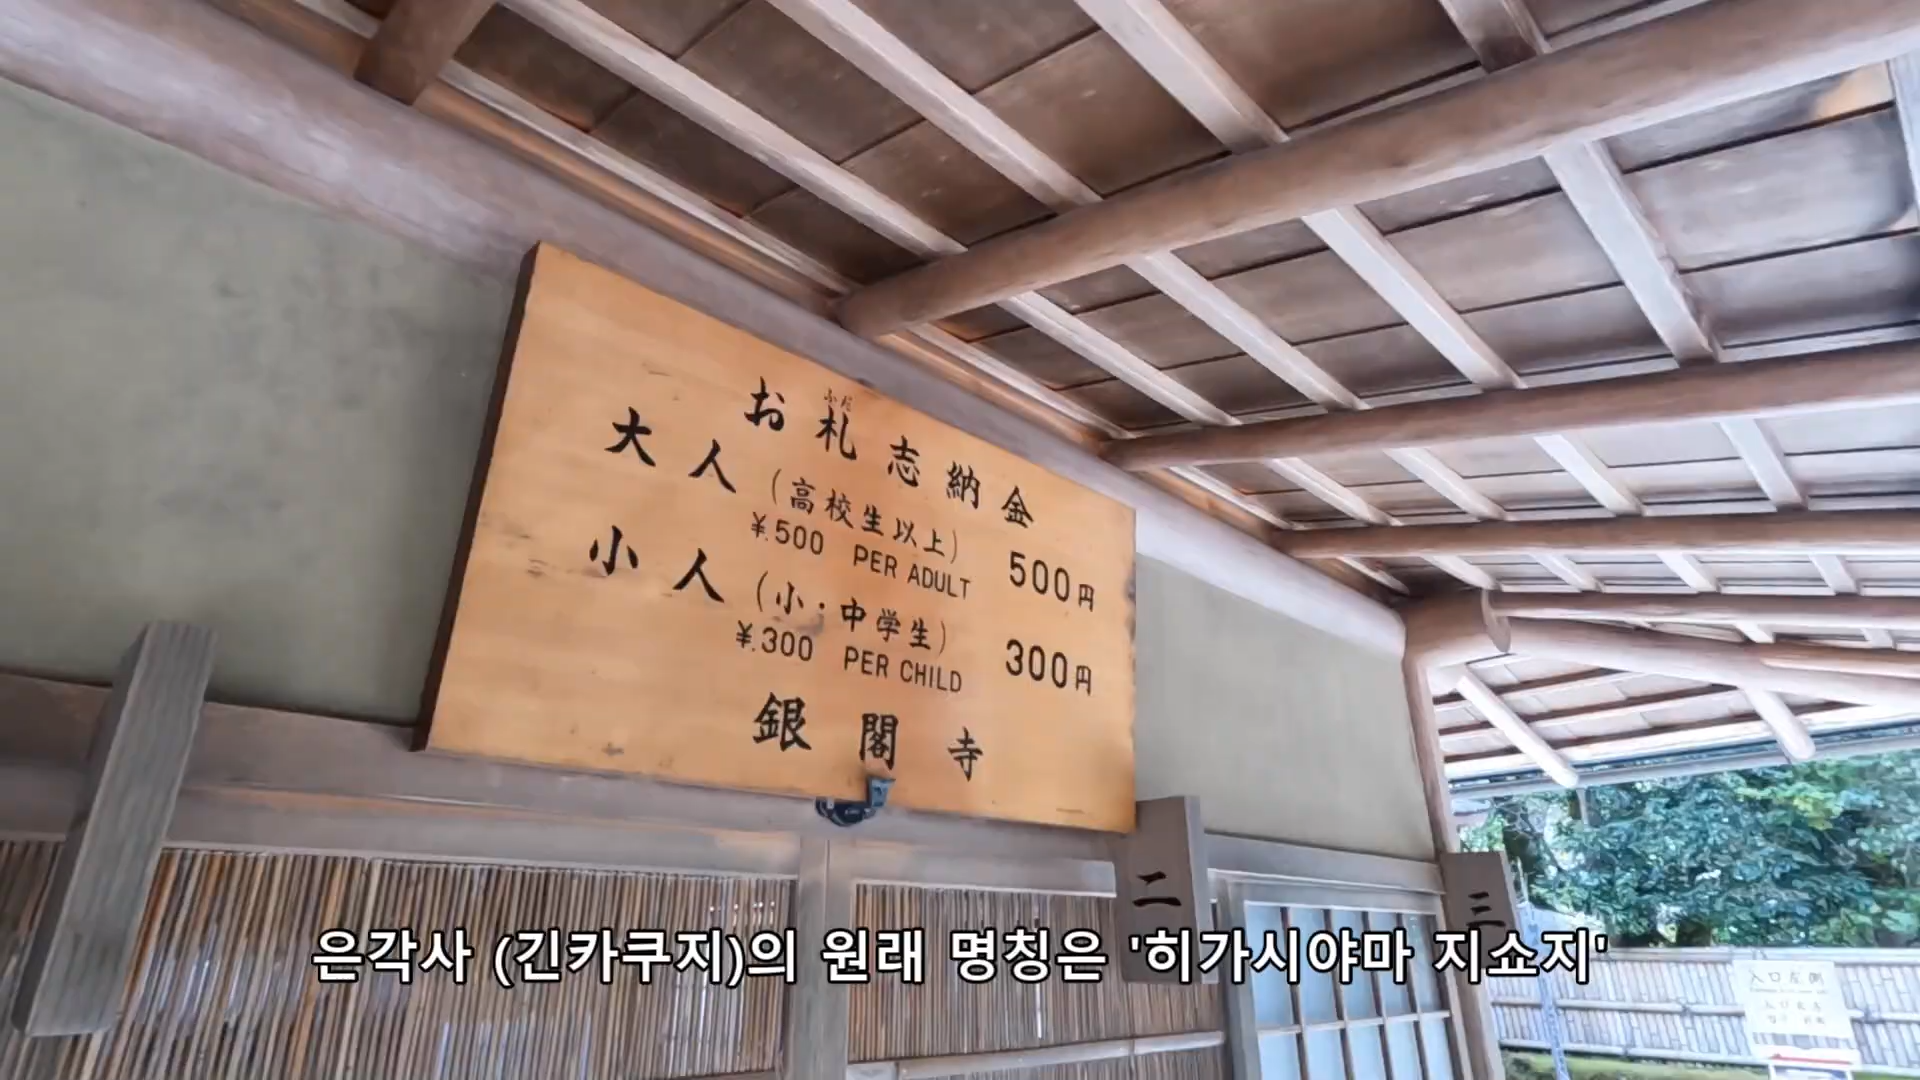 お札志納金
ふだ
大人(高校生以上) 500円
¥.500 PER ADULT
小人(小・中学生) 300円
¥.300 PER CHILD
銀閣寺
二
三
은각사 (긴카쿠지)의 원래 명칭은 '히가시야마 지쇼지'
入口左側